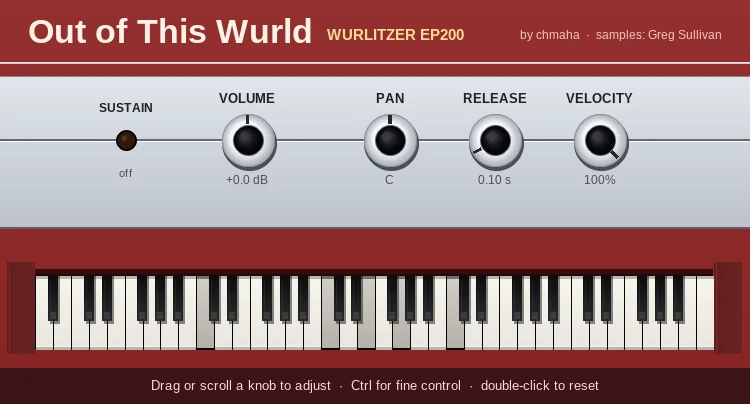 Out of This Wurld WURLITZER EP200 by chmaha · samples: Greg Sullivan
SUSTAIN VOLUME PAN RELEASE VELOCITY
off +0.0 dB C 0.10 s 100%
Drag or scroll a knob to adjust · Ctrl for fine control · double-click to reset